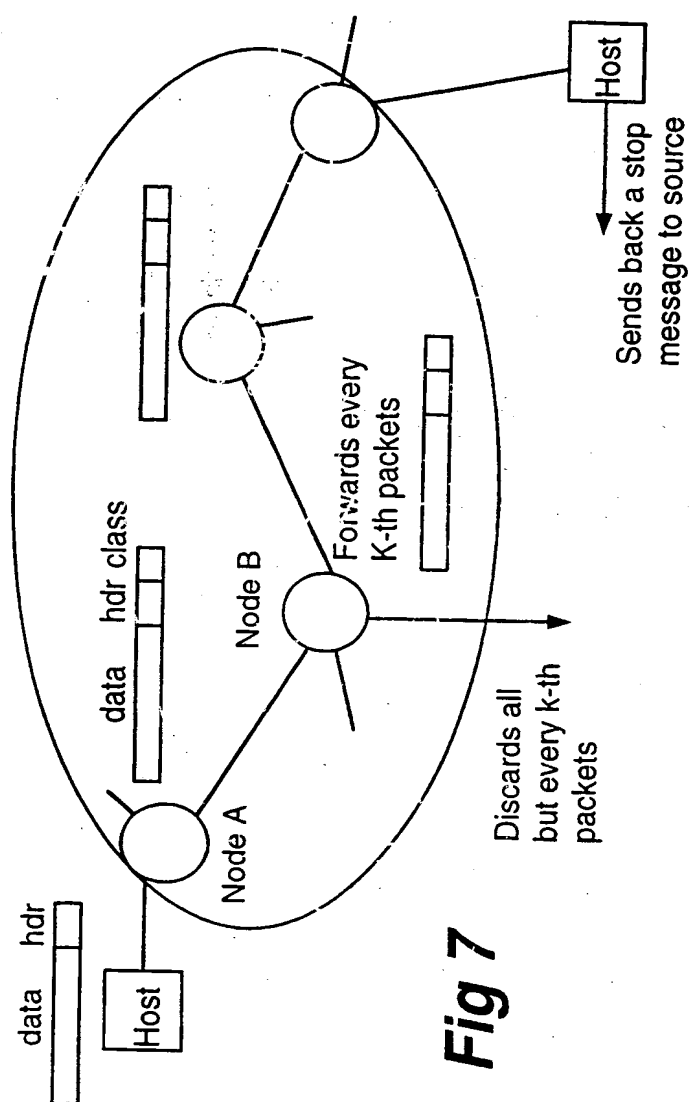 data hdr
Host
Node A
data hdr class
Node B
Forwards every
K-th packets
Discards all
but every k-th
packets
Host
Sends back a stop
message to source
Fig 7